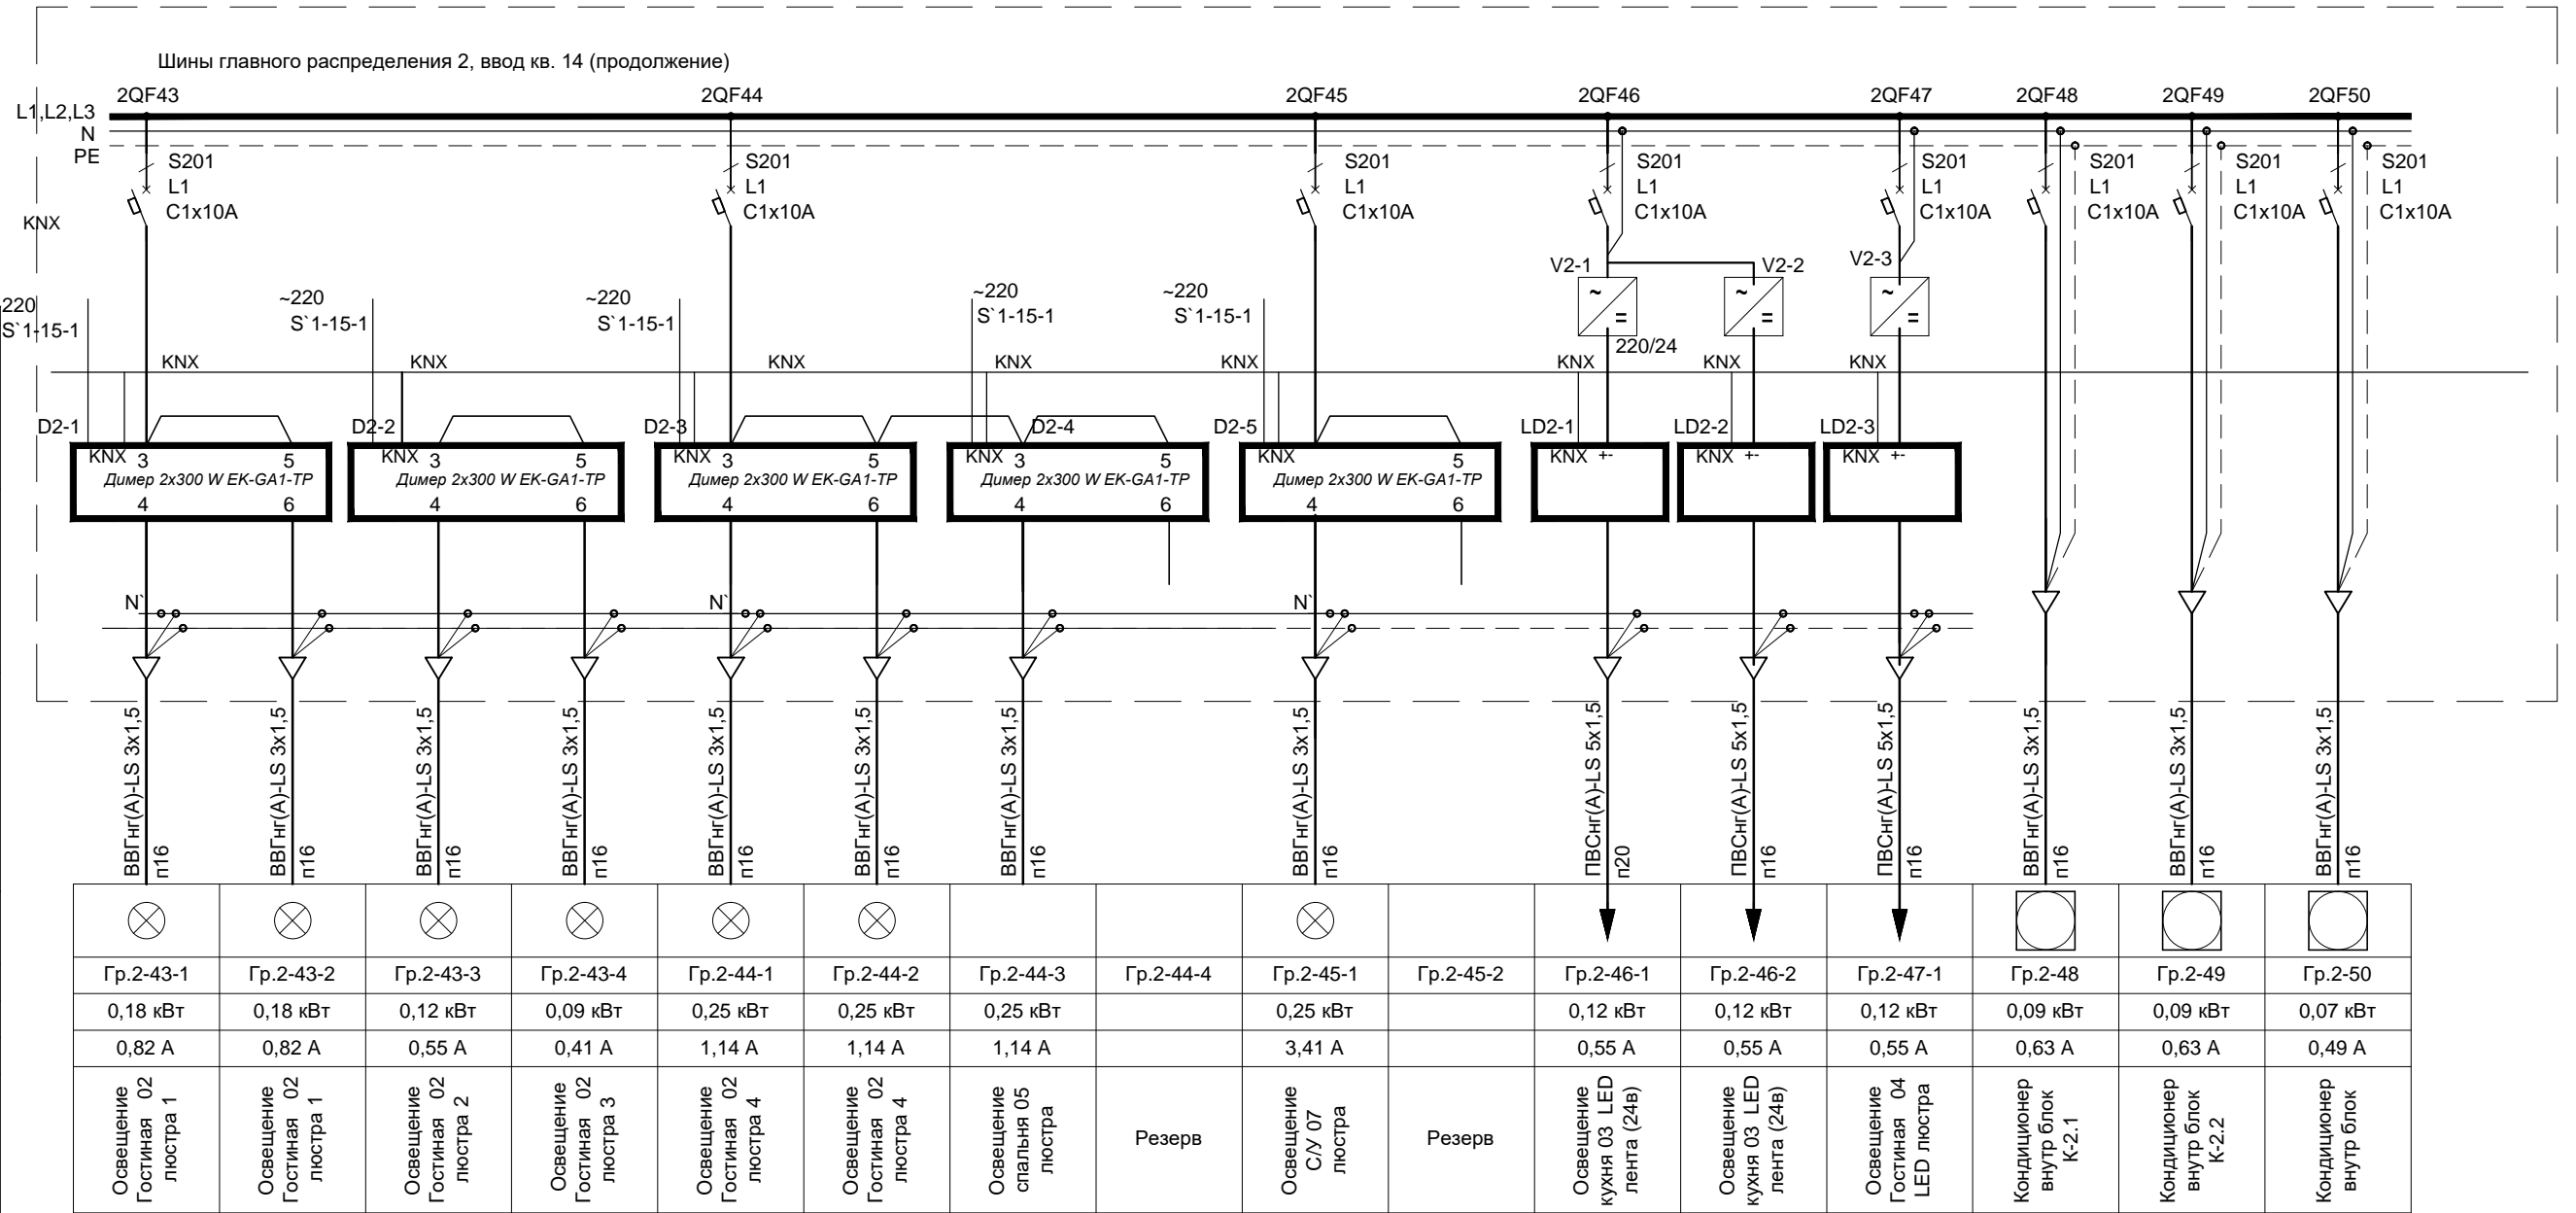 Шины главного распределения 2, ввод кв. 14 (продолжение)
2QF43 2QF44 2QF45 2QF46 2QF47 2QF48 2QF49 2QF50
L1,L2,L3
N
PE
S201 S201 S201 S201 S201 S201 S201 S201
L1 L1 L1 L1 L1 L1 L1 L1
C1x10A C1x10A C1x10A C1x10A C1x10A C1x10A C1x10A C1x10A
KNX
V2-1 V2-2 V2-3
~ ~ ~
= = =
220/24
220 ~220 ~220 ~220 ~220
S`1-15-1 S`1-15-1 S`1-15-1 S`1-15-1 S`1-15-1
KNX KNX KNX KNX KNX KNX KNX KNX
D2-1 D2-2 D2-3 D2-4 D2-5 LD2-1 LD2-2 LD2-3
KNX 3 5 KNX 3 5 KNX 3 5 KNX 3 5 KNX 5 KNX +- KNX +- KNX +-
Димер 2x300 W EK-GA1-TP Димер 2x300 W EK-GA1-TP Димер 2x300 W EK-GA1-TP Димер 2x300 W EK-GA1-TP Димер 2x300 W EK-GA1-TP
4 6 4 6 4 6 4 6 4 6
N` N` N`
ВВГнг(А)-LS 3x1,5
п16
ВВГнг(А)-LS 3x1,5
п16
ВВГнг(А)-LS 3x1,5
п16
ВВГнг(А)-LS 3x1,5
п16
ВВГнг(А)-LS 3x1,5
п16
ВВГнг(А)-LS 3x1,5
п16
ВВГнг(А)-LS 3x1,5
п16
ВВГнг(А)-LS 3x1,5
п16
ПВСнг(А)-LS 5x1,5
п20
ПВСнг(А)-LS 5x1,5
п16
ПВСнг(А)-LS 5x1,5
п16
ВВГнг(А)-LS 3x1,5
п16
ВВГнг(А)-LS 3x1,5
п16
ВВГнг(А)-LS 3x1,5
п16
Гр.2-43-1 Гр.2-43-2 Гр.2-43-3 Гр.2-43-4 Гр.2-44-1 Гр.2-44-2 Гр.2-44-3 Гр.2-44-4 Гр.2-45-1 Гр.2-45-2 Гр.2-46-1 Гр.2-46-2 Гр.2-47-1 Гр.2-48 Гр.2-49 Гр.2-50
0,18 кВт 0,18 кВт 0,12 кВт 0,09 кВт 0,25 кВт 0,25 кВт 0,25 кВт 0,25 кВт 0,12 кВт 0,12 кВт 0,12 кВт 0,09 кВт 0,09 кВт 0,07 кВт
0,82 А 0,82 А 0,55 А 0,41 А 1,14 А 1,14 А 1,14 А 3,41 А 0,55 А 0,55 А 0,55 А 0,63 А 0,63 А 0,49 А
Освещение
Гостиная 02
люстра 1
Освещение
Гостиная 02
люстра 1
Освещение
Гостиная 02
люстра 2
Освещение
Гостиная 02
люстра 3
Освещение
Гостиная 02
люстра 4
Освещение
Гостиная 02
люстра 4
Освещение
спальня 05
люстра
Резерв
Освещение
С/У 07
люстра
Резерв
Освещение
кухня 03 LED
лента (24в)
Освещение
кухня 03 LED
лента (24в)
Освещение
Гостиная 04
LED люстра
Кондиционер
внутр блок
К-2.1
Кондиционер
внутр блок
К-2.2
Кондиционер
внутр блок